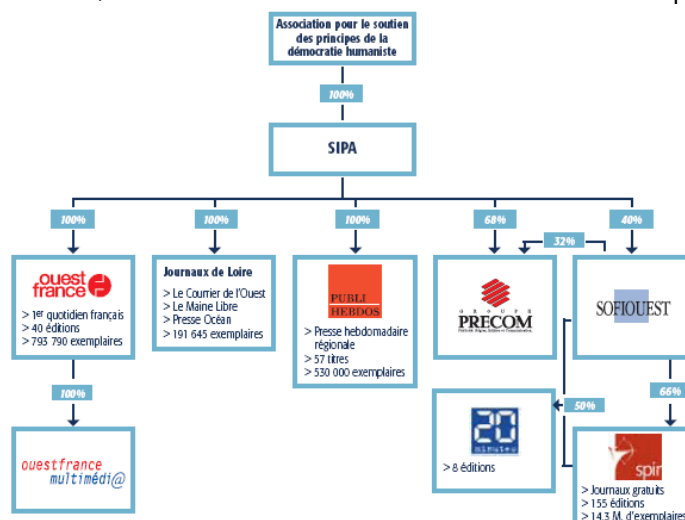 Association pour le soutien
des principes de la
démocratie humaniste
100%
SIPA
100%
100%
100%
68%
40%
32%
ouest
france
> 1er quotidien français
> 40 éditions
> 793 790 exemplaires
Journaux de Loire
> Le Courrier de l'Ouest
> Le Maine Libre
> Presse Océan
> 191 645 exemplaires
PUBLI
HEBDOS
> Presse hebdomadaire
régionale
> 57 titres
> 530 000 exemplaires
GROUPE
PRECOM
SOFIOUEST
100%
50%
66%
ouestfrance
multimédi@
20
minutes
> 8 éditions
spir
> Journaux gratuits
> 155 éditions
> 14,3 M. d'exemplaires